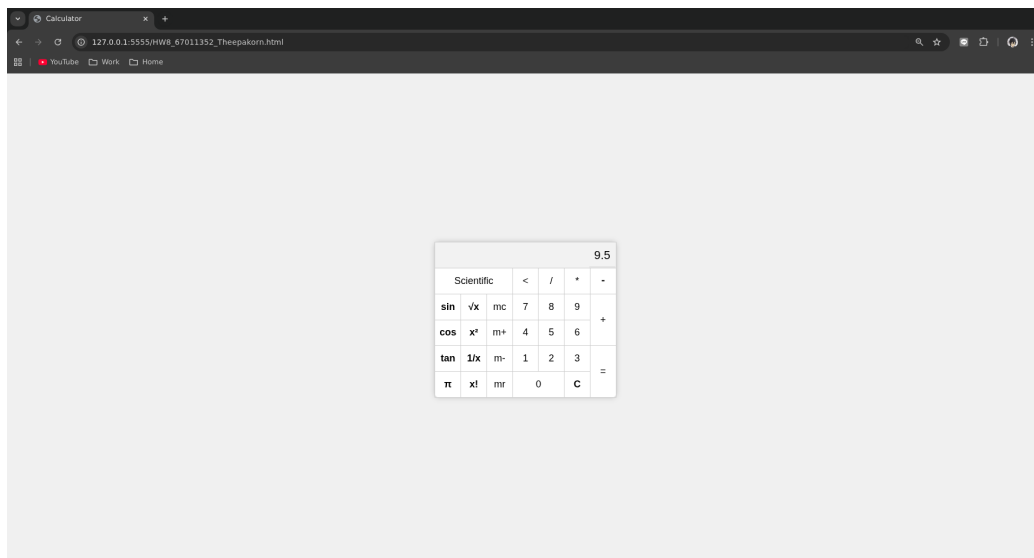 Calculator
127.0.0.1:5555/HW8_67011352_Theepakorn.html
YouTube Work Home
9.5
Scientific < / * -
sin √x mc 7 8 9
+
cos x² m+ 4 5 6
tan 1/x m- 1 2 3
=
π x! mr 0 C